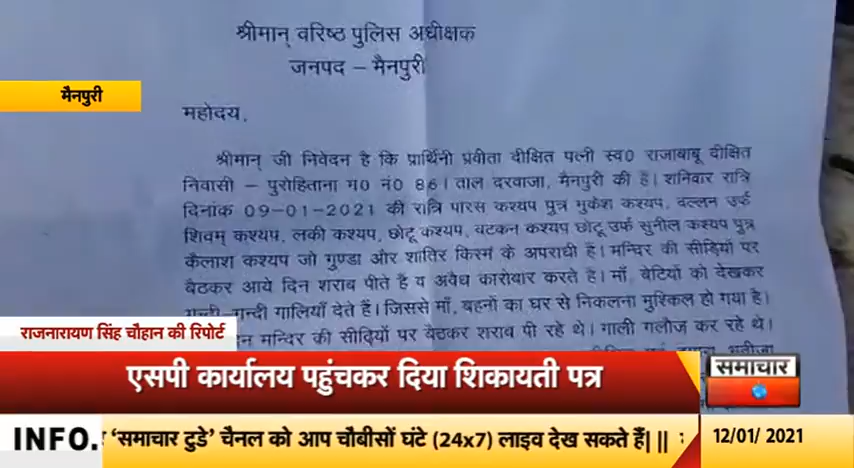 श्रीमान् वरिष्ठ पुलिस अधीक्षक
जनपद – मैनपुरी
मैनपुरी
महोदय,
श्रीमान् जी निवेदन है कि प्रार्थिनी प्रवीता दीक्षित पत्नी स्व0 राजाबाबू दीक्षित
निवासी – पुरोहिताना म0 नं0 86। ताल दरवाजा, मैनपुरी की है। शनिवार रात्रि
दिनांक 09-01-2021 की रात्रि पारस कश्यप पुत्र मुकेश कश्यप, वल्लन उर्फ
शिवम् कश्यप, लकी कश्यप, छोटू कश्यप, वटकन कश्यप छोटू उर्फ सुनील कश्यप पुत्र
कैलाश कश्यप जो गुण्डा और शातिर किस्म के अपराधी है। मन्दिर की सीड़ियों पर
बैठकर आये दिन शराब पीते है व अवैध कारोबार करते है। माँ, बेटियों को देखकर
गन्दी-गन्दी गालियाँ देते है। जिससे माँ, बहनों का घर से निकलना मुश्किल हो गया है।
मन्दिर की सीढ़ियों पर बैठकर शराब पी रहे थे। गाली गलौज कर रहे थे।
राजनारायण सिंह चौहान की रिपोर्ट
एसपी कार्यालय पहुंचकर दिया शिकायती पत्र
समाचार
INFO. 'समाचार टुडे' चैनल को आप चौबीसों घंटे (24x7) लाइव देख सकते हैं| ||
12/01/ 2021